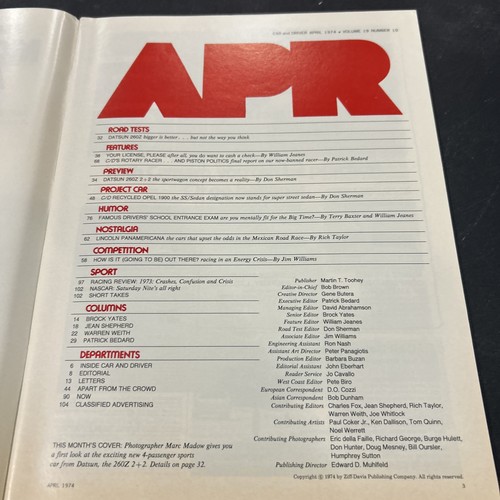 CAR and DRIVER APRIL 1974 • VOLUME 19 NUMBER 10
APR
ROAD TESTS
32 DATSUN 260Z bigger is better . . . but not the way you think
FEATURES
36 YOUR LICENSE, PLEASE after all, you do want to cash a check—By William Jeanes
58 C/D'S ROTARY RACER . . . AND PISTON POLITICS final report on our now-banned racer—By Patrick Bedard
PREVIEW
34 DATSUN 260Z 2+2 the sportwagon concept becomes a reality—By Don Sherman
PROJECT CAR
46 C/D RECYCLED OPEL 1900 the SS/Sedan designation now stands for super street sedan—By Don Sherman
HUMOR
76 FAMOUS DRIVERS' SCHOOL ENTRANCE EXAM are you mentally fit for the Big Time?—By Terry Baxter and William Jeanes
NOSTALGIA
62 LINCOLN PANAMERICANA the cars that upset the odds in the Mexican Road Race—By Rich Taylor
COMPETITION
56 HOW IS IT (GOING TO BE) OUT THERE? racing in an Energy Crisis—By Jim Williams
SPORT
97 RACING REVIEW: 1973: Crashes, Confusion and Crisis
102 NASCAR: Saturday Nite's all right
102 SHORT TAKES
COLUMNS
14 BROCK YATES
18 JEAN SHEPHERD
22 WARREN WEITH
29 PATRICK BEDARD
DEPARTMENTS
6 INSIDE CAR AND DRIVER
8 EDITORIAL
13 LETTERS
44 APART FROM THE CROWD
90 NOW
104 CLASSIFIED ADVERTISING
THIS MONTH'S COVER: Photographer Marc Madow gives you
a first look at the exciting new 4-passenger sports
car from Datsun, the 260Z 2+2. Details on page 32.
Publisher Martin T. Toohey
Editor-in-Chief Bob Brown
Creative Director Gene Butera
Executive Editor Patrick Bedard
Managing Editor David Abrahamson
Senior Editor Brock Yates
Feature Editor William Jeanes
Road Test Editor Don Sherman
Associate Editor Jim Williams
Engineering Assistant Ron Nash
Assistant Art Director Peter Panagiotis
Production Editor Barbara Buzan
Editorial Assistant John Eberhart
Reader Service Jo Cavallo
West Coast Editor Pete Biro
European Correspondent D.O. Cozzi
Asian Correspondent Bob Dunham
Contributing Editors Charles Fox, Jean Shepherd, Rich Taylor,
Warren Weith, Joe Whitlock
Contributing Artists Paul Coker Jr., Ken Dallison, Tom Quinn,
Noel Werrett
Contributing Photographers Eric della Faille, Richard George, Burge Hulett,
Don Hunter, Doug Mesney, Bill Oursler,
Humphrey Sutton
Publishing Director Edward D. Muhlfeld
Copyright © 1974 by Ziff-Davis Publishing Company. All rights reserved.
APRIL 1974
5